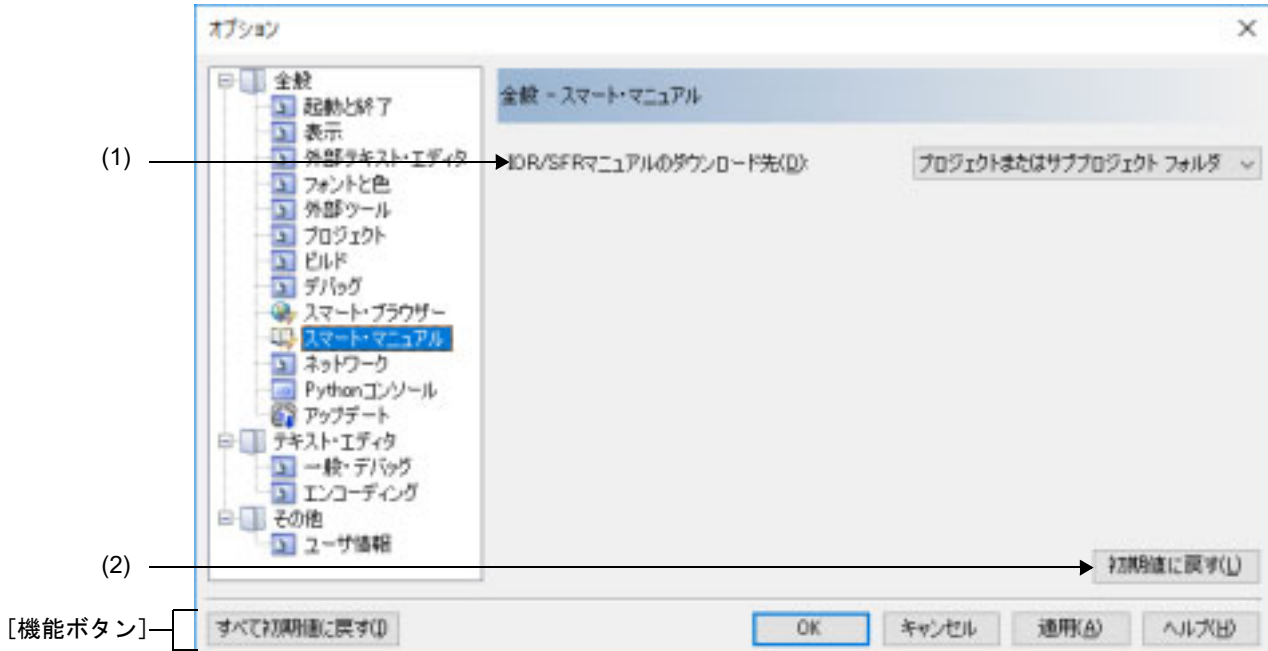 オプション
全般
起動と終了
表示
外部テキスト・エディタ
フォントと色
外部ツール
プロジェクト
ビルド
デバッグ
スマート・ブラウザー
スマート・マニュアル
ネットワーク
Pythonコンソール
アップデート
テキスト・エディタ
一般・デバッグ
エンコーディング
その他
ユーザ情報
全般 - スマート・マニュアル
(1)
IOR/SFRマニュアルのダウンロード先(D):
プロジェクトまたはサブプロジェクト フォルダ
(2)
初期値に戻す(L)
[機能ボタン]
すべて初期値に戻す(I)
OK
キャンセル
適用(A)
ヘルプ(H)